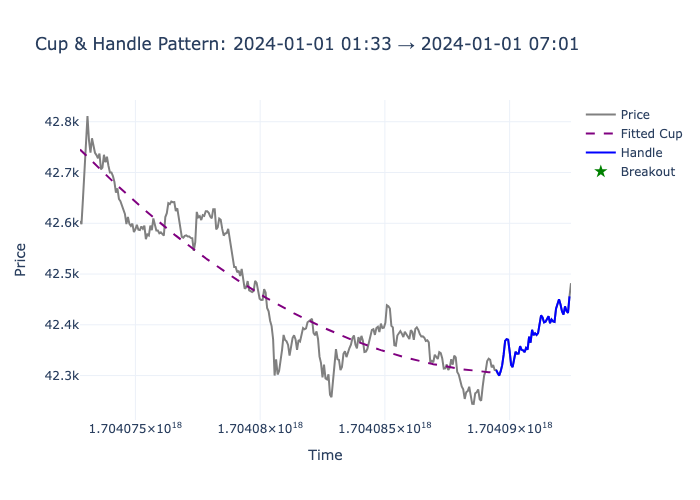 Cup & Handle Pattern: 2024-01-01 01:33 → 2024-01-01 07:01
Price
Fitted Cup
Handle
Breakout
42.8k
42.7k
42.6k
42.5k
42.4k
42.3k
Price
1.704075×10¹⁸ 1.70408×10¹⁸ 1.704085×10¹⁸ 1.70409×10¹⁸
Time